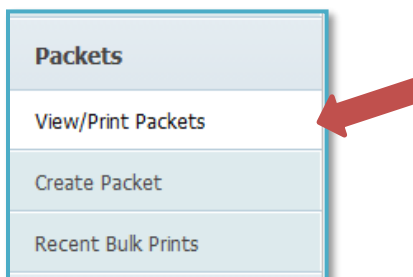 Packets
View/Print Packets
Create Packet
Recent Bulk Prints